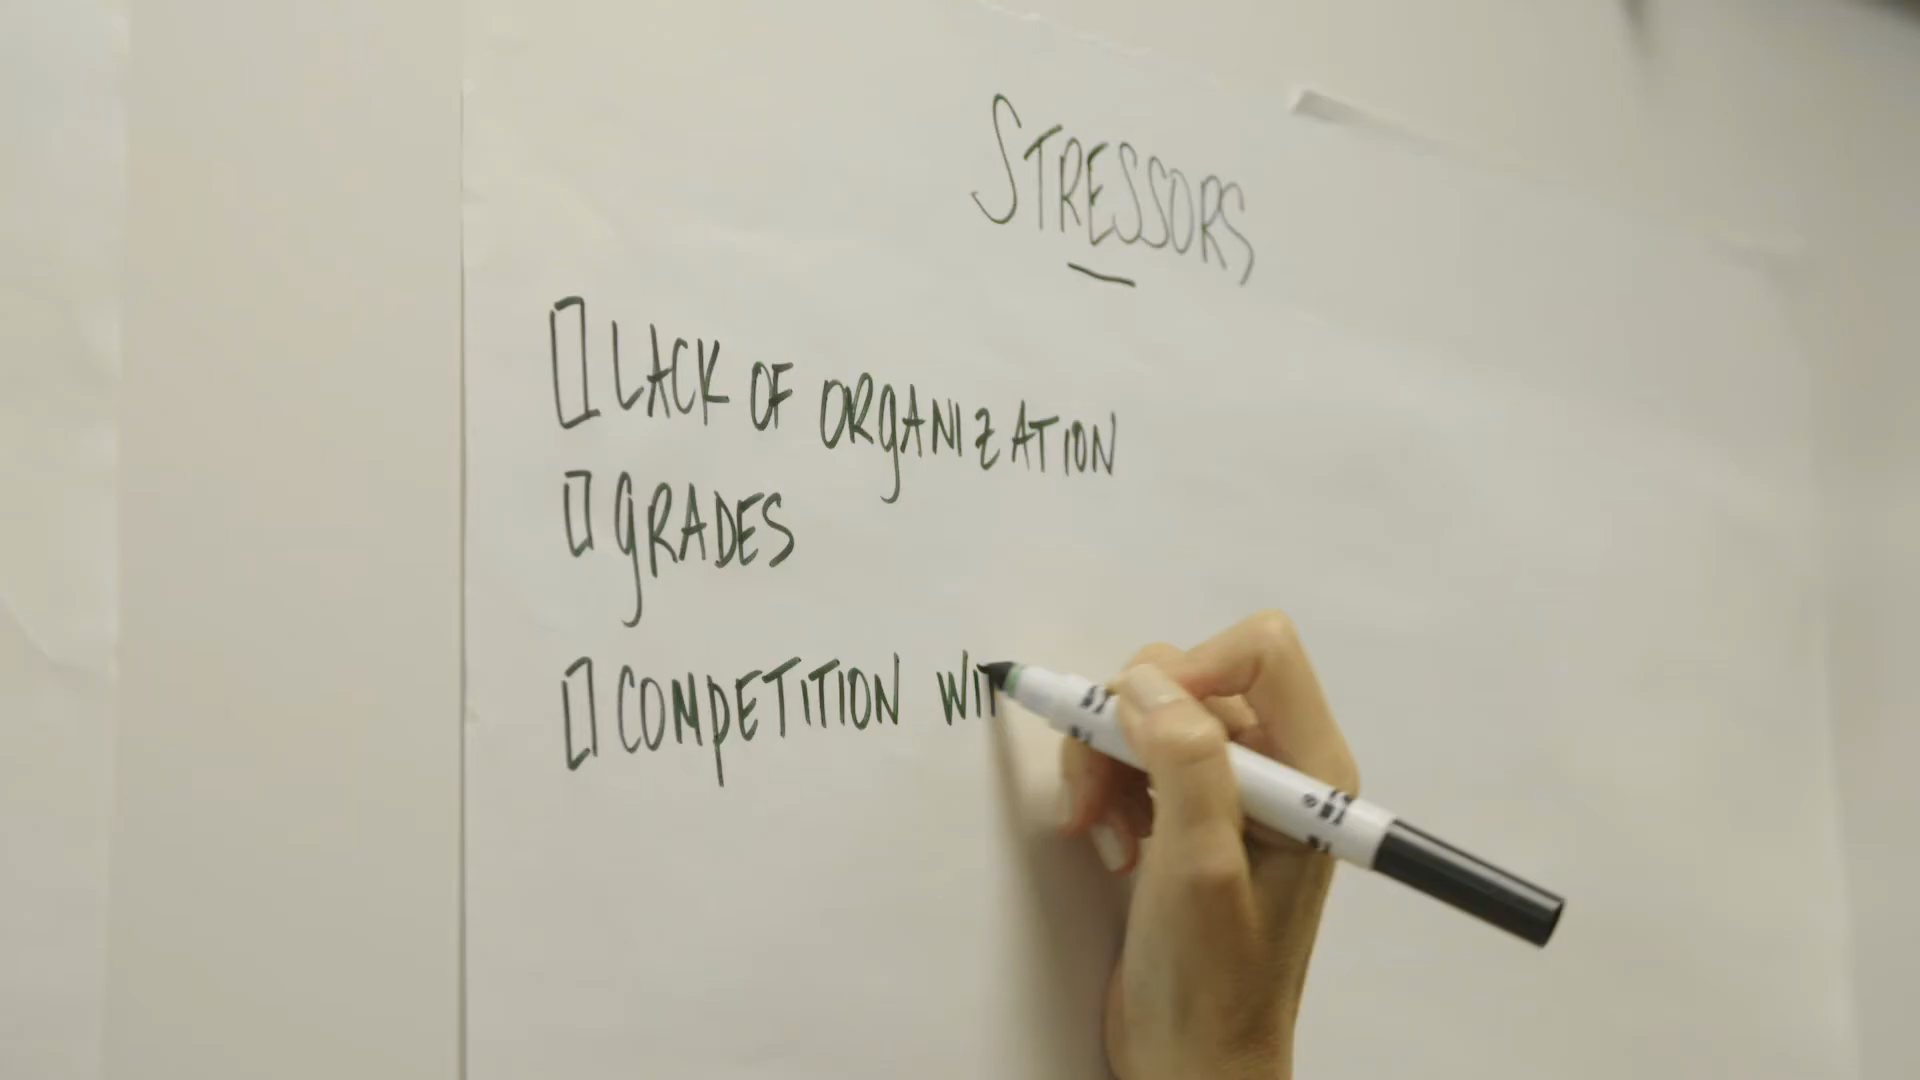 STRESSORS
LACK OF ORGANIZATION
GRADES
COMPETITION WIT